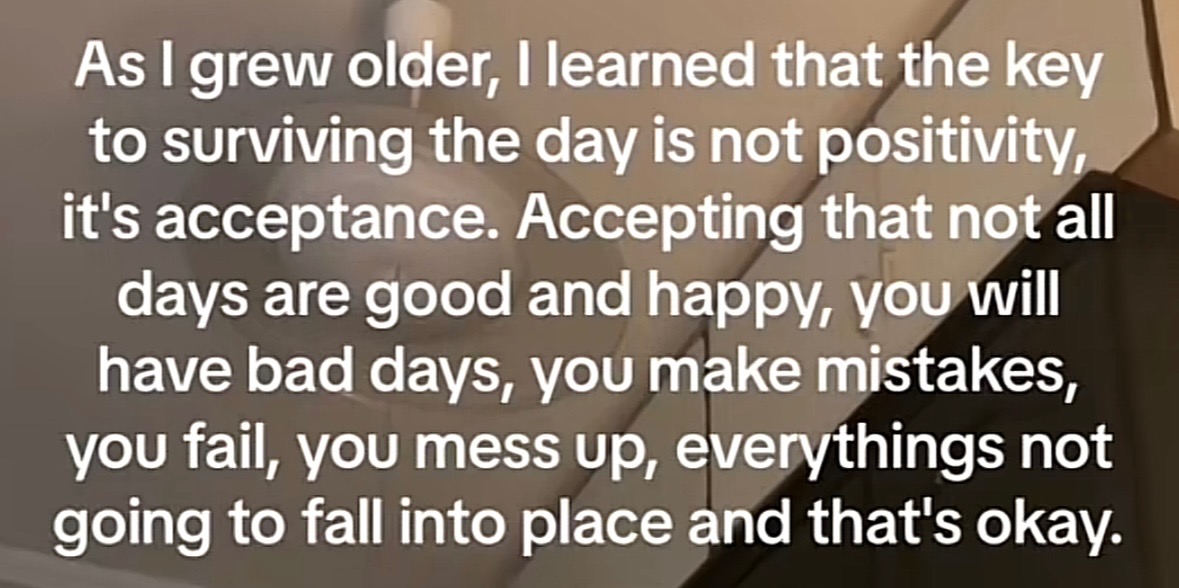 As I grew older, I learned that the key
to surviving the day is not positivity,
it's acceptance. Accepting that not all
days are good and happy, you will
have bad days, you make mistakes,
you fail, you mess up, everythings not
going to fall into place and that's okay.